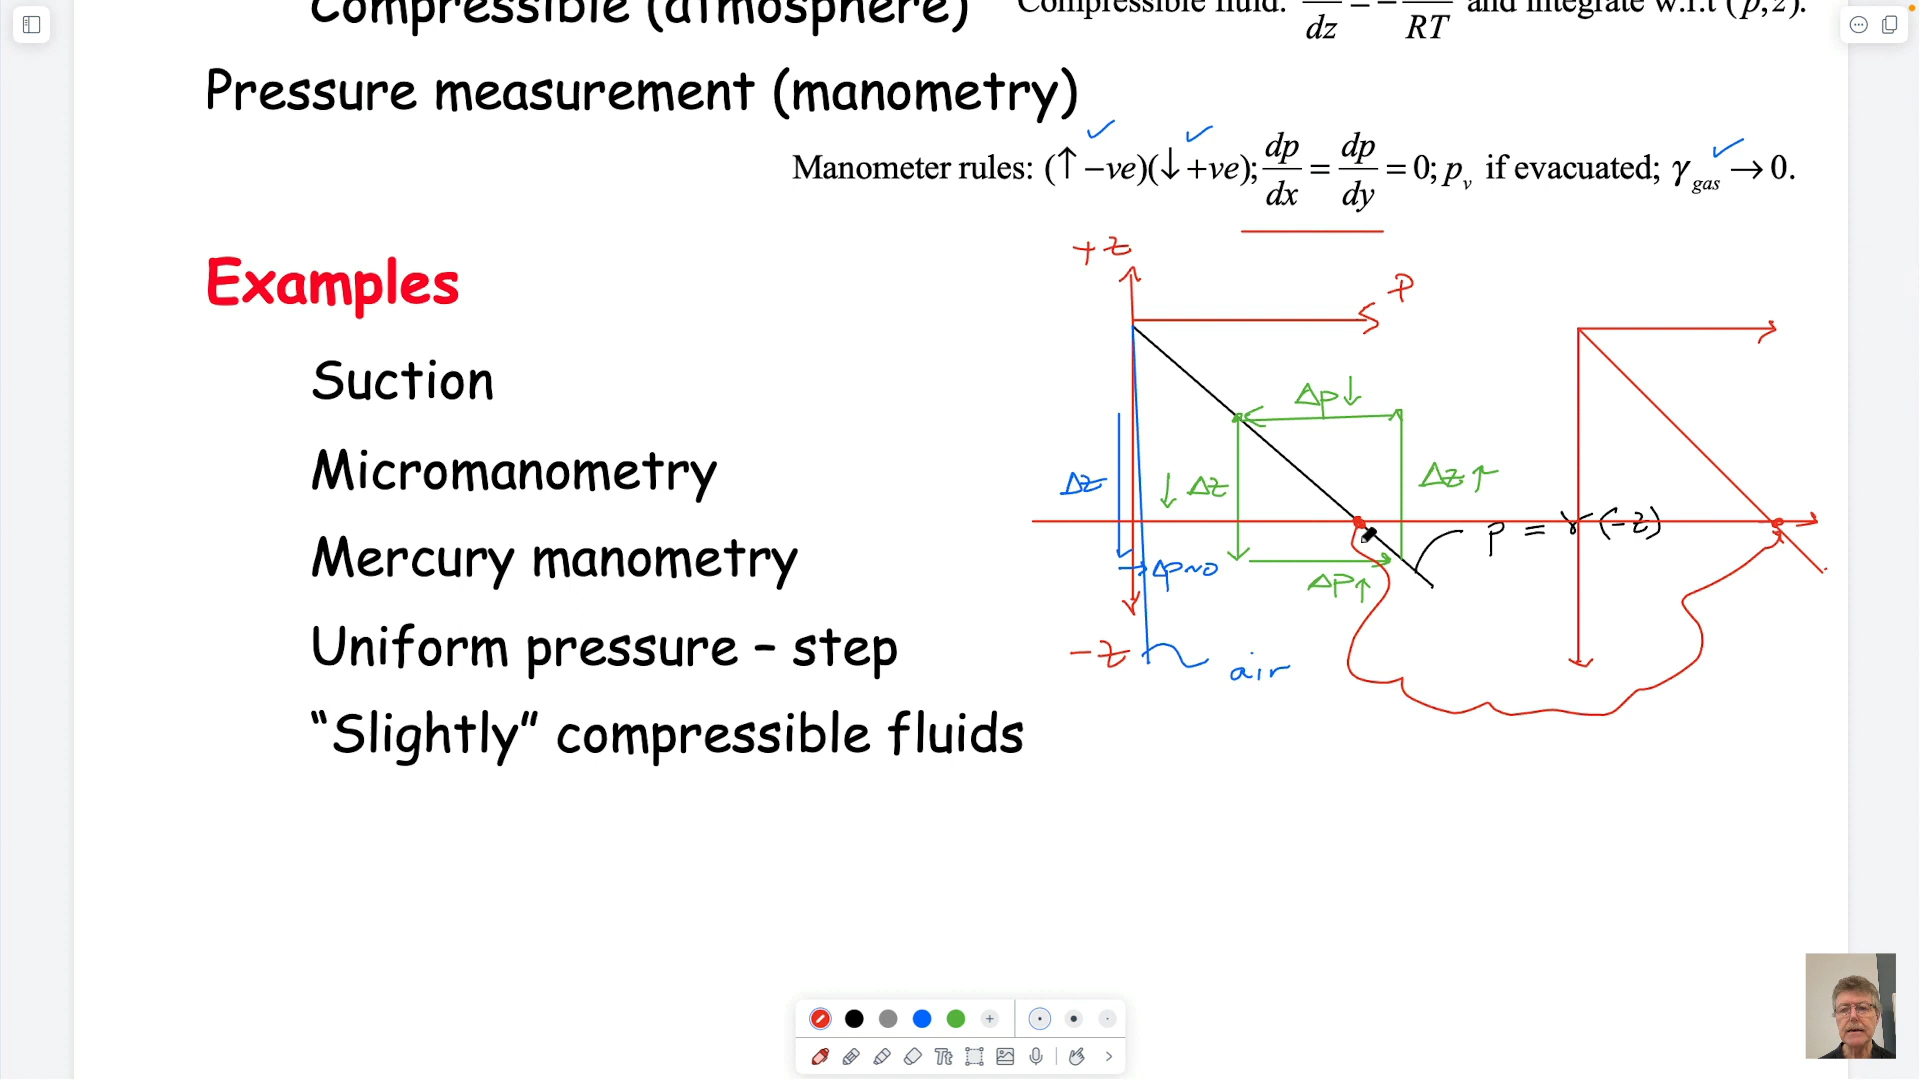 Compressible (atmosphere)
Compressible fluid: dz = - RT and integrate w.r.t (p,z).
Pressure measurement (manometry)
Manometer rules: (↑ −ve)(↓ +ve); dp/dx = dp/dy = 0; p_v if evacuated; γ_gas → 0.
+z
P
Examples
Suction
Δp↓
Micromanometry
Δz
↓ Δz
Δz↑
p = γ(-z)
Mercury manometry
Δp~0
Δp↑
Uniform pressure – step
-z
air
“Slightly” compressible fluids
Tt